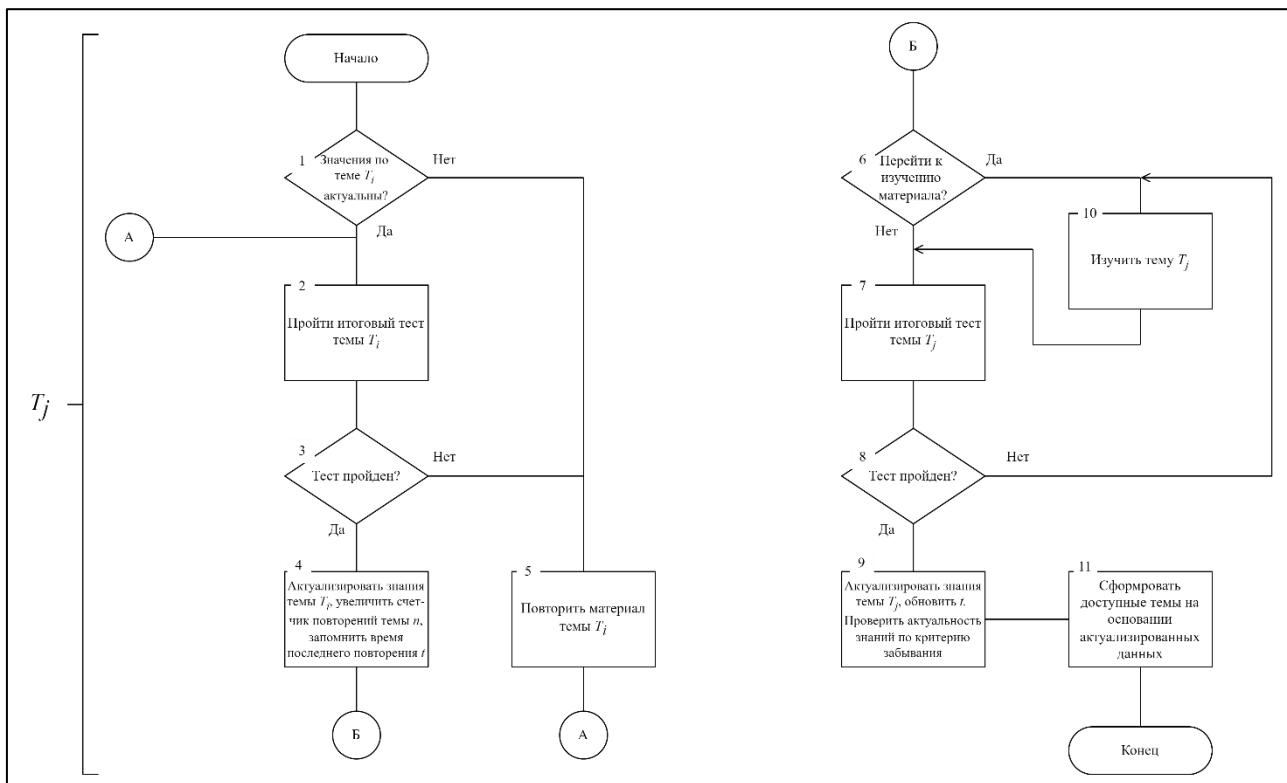 T_j
Начало
1
Значения по
теме T_i
актуальны?
Нет
Да
А
2
Пройти итоговый тест
темы T_i
3
Тест пройден?
Нет
Да
4
Актуализировать знания
темы T_i, увеличить счет-
чик повторений темы n,
запомнить время
последнего повторения t
5
Повторить материал
темы T_i
Б
А
Б
6
Перейти к
изучению
материала?
Да
Нет
10
Изучить тему T_j
7
Пройти итоговый тест
темы T_j
8
Тест пройден?
Нет
Да
9
Актуализировать знания
темы T_j, обновить t.
Проверить актуальность
знаний по критерию
забывания
11
Сформровать
доступные темы на
основании
актуализированных
данных
Конец